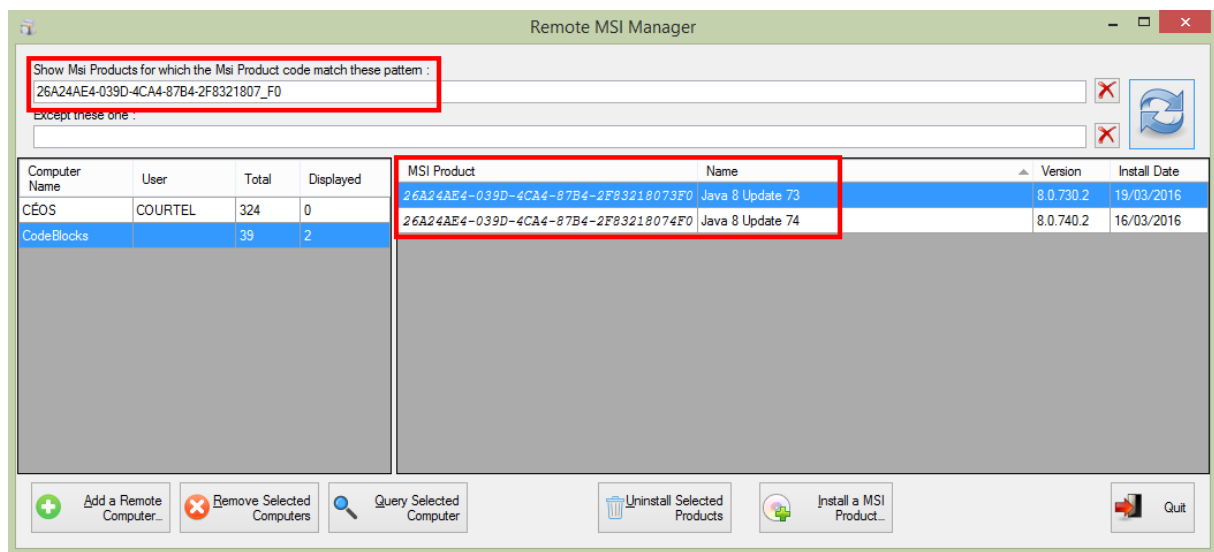 Remote MSI Manager
Show Msi Products for which the Msi Product code match these pattern :
26A24AE4-039D-4CA4-87B4-2F8321807_F0
Except these one :
Computer Name User Total Displayed
CÉOS COURTEL 324 0
CodeBlocks 39 2
MSI Product Name Version Install Date
26A24AE4-039D-4CA4-87B4-2F83218073F0 Java 8 Update 73 8.0.730.2 19/03/2016
26A24AE4-039D-4CA4-87B4-2F83218074F0 Java 8 Update 74 8.0.740.2 16/03/2016
Add a Remote
Computer...
Remove Selected
Computers
Query Selected
Computer
Uninstall Selected
Products
Install a MSI
Product...
Quit